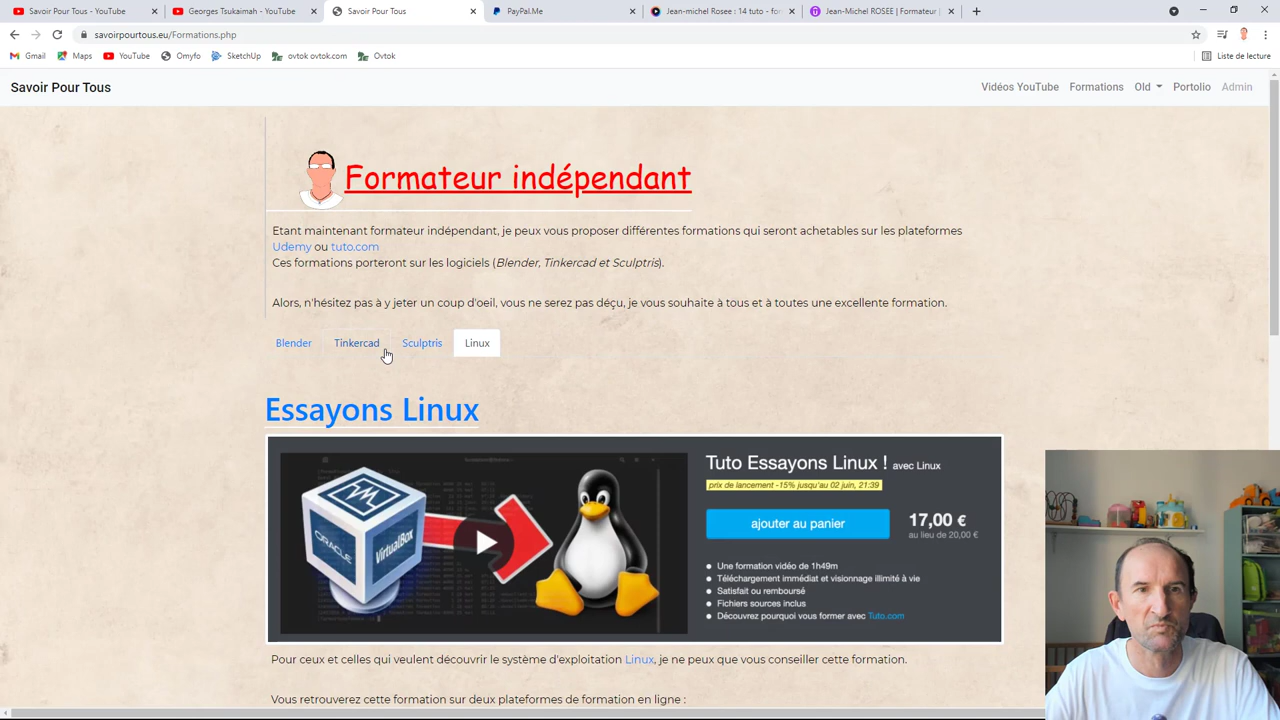 Savoir Pour Tous - YouTube
Georges Tsukaimah - YouTube
Savoir Pour Tous
PayPal.Me
Jean-michel Rosee : 14 tuto - for
Jean-Michel ROSEE | Formateur |
savoirpourtous.eu/Formations.php
Gmail
Maps
YouTube
Omyfo
SketchUp
ovtok ovtok.com
Ovtok
Liste de lecture
Savoir Pour Tous
Vidéos YouTube
Formations
Old
Portolio
Admin
Formateur indépendant
Etant maintenant formateur indépendant, je peux vous proposer différentes formations qui seront achetables sur les plateformes
Udemy ou tuto.com
Ces formations porteront sur les logiciels (Blender, Tinkercad et Sculptris).
Alors, n'hésitez pas à y jeter un coup d'oeil, vous ne serez pas déçu, je vous souhaite à tous et à toutes une excellente formation.
Blender
Tinkercad
Sculptris
Linux
Essayons Linux
ORACLE
VirtualBox
Tuto Essayons Linux ! avec Linux
prix de lancement -15% jusqu'au 02 juin, 21:39
ajouter au panier
17,00 €
au lieu de 20,00 €
Une formation vidéo de 1h49m
Téléchargement immédiat et visionnage illimité à vie
Satisfait ou remboursé
Fichiers sources inclus
Découvrez pourquoi vous former avec Tuto.com
Pour ceux et celles qui veulent découvrir le système d'exploitation Linux, je ne peux que vous conseiller cette formation.
Vous retrouverez cette formation sur deux plateformes de formation en ligne :